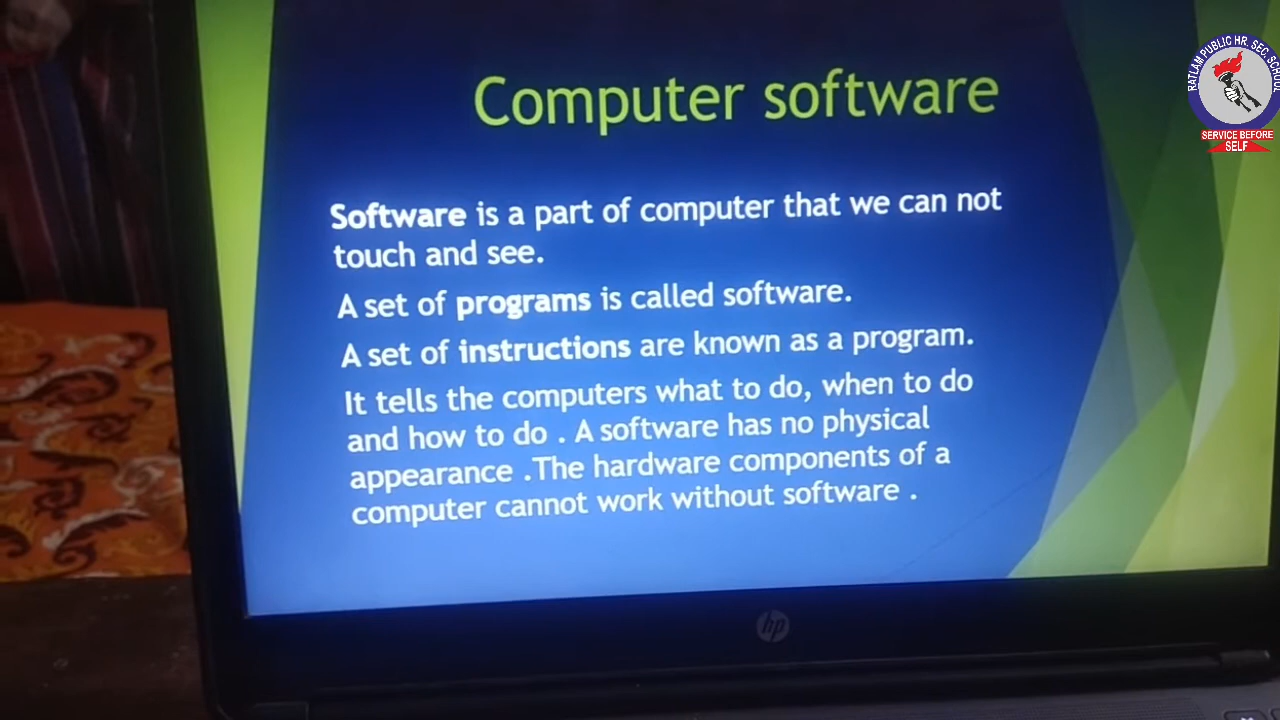 Computer software
RATLAM PUBLIC HR. SEC. SCHOOL
SERVICE BEFORE
SELF
Software is a part of computer that we can not
touch and see.
A set of programs is called software.
A set of instructions are known as a program.
It tells the computers what to do, when to do
and how to do . A software has no physical
appearance .The hardware components of a
computer cannot work without software .
hp